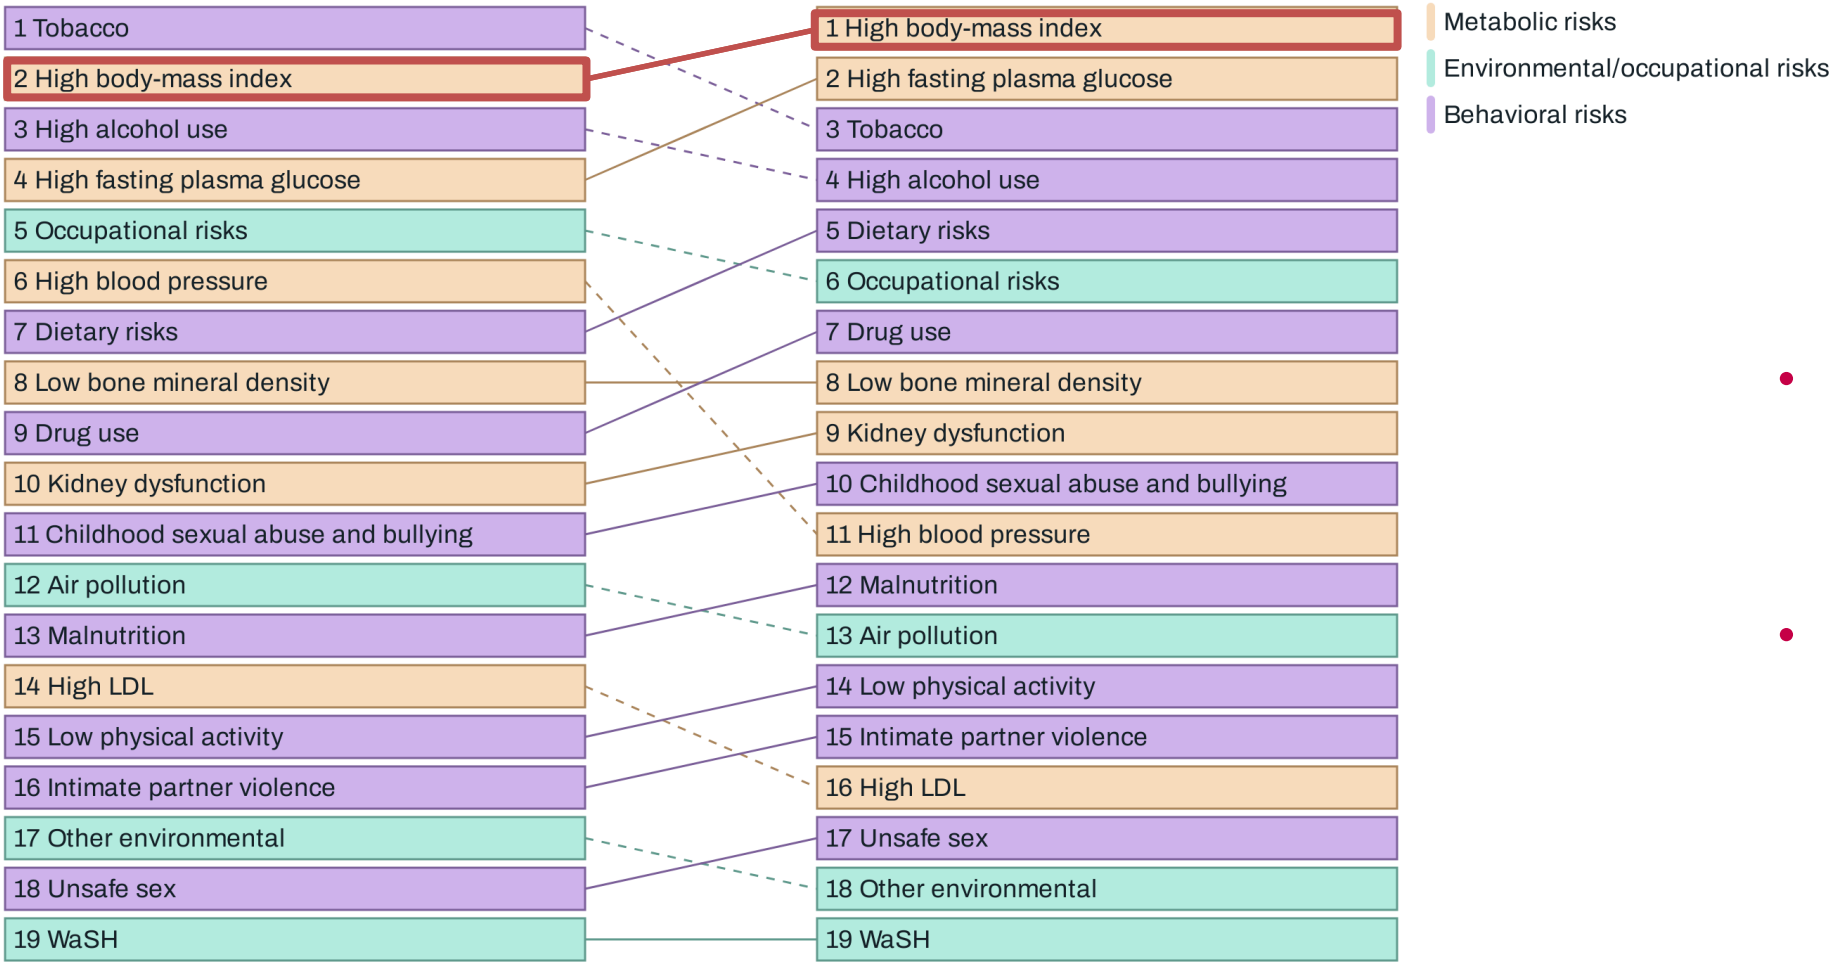 1 Tobacco
2 High body-mass index
3 High alcohol use
4 High fasting plasma glucose
5 Occupational risks
6 High blood pressure
7 Dietary risks
8 Low bone mineral density
9 Drug use
10 Kidney dysfunction
11 Childhood sexual abuse and bullying
12 Air pollution
13 Malnutrition
14 High LDL
15 Low physical activity
16 Intimate partner violence
17 Other environmental
18 Unsafe sex
19 WaSH
1 High body-mass index
2 High fasting plasma glucose
3 Tobacco
4 High alcohol use
5 Dietary risks
6 Occupational risks
7 Drug use
8 Low bone mineral density
9 Kidney dysfunction
10 Childhood sexual abuse and bullying
11 High blood pressure
12 Malnutrition
13 Air pollution
14 Low physical activity
15 Intimate partner violence
16 High LDL
17 Unsafe sex
18 Other environmental
19 WaSH
Metabolic risks
Environmental/occupational risks
Behavioral risks